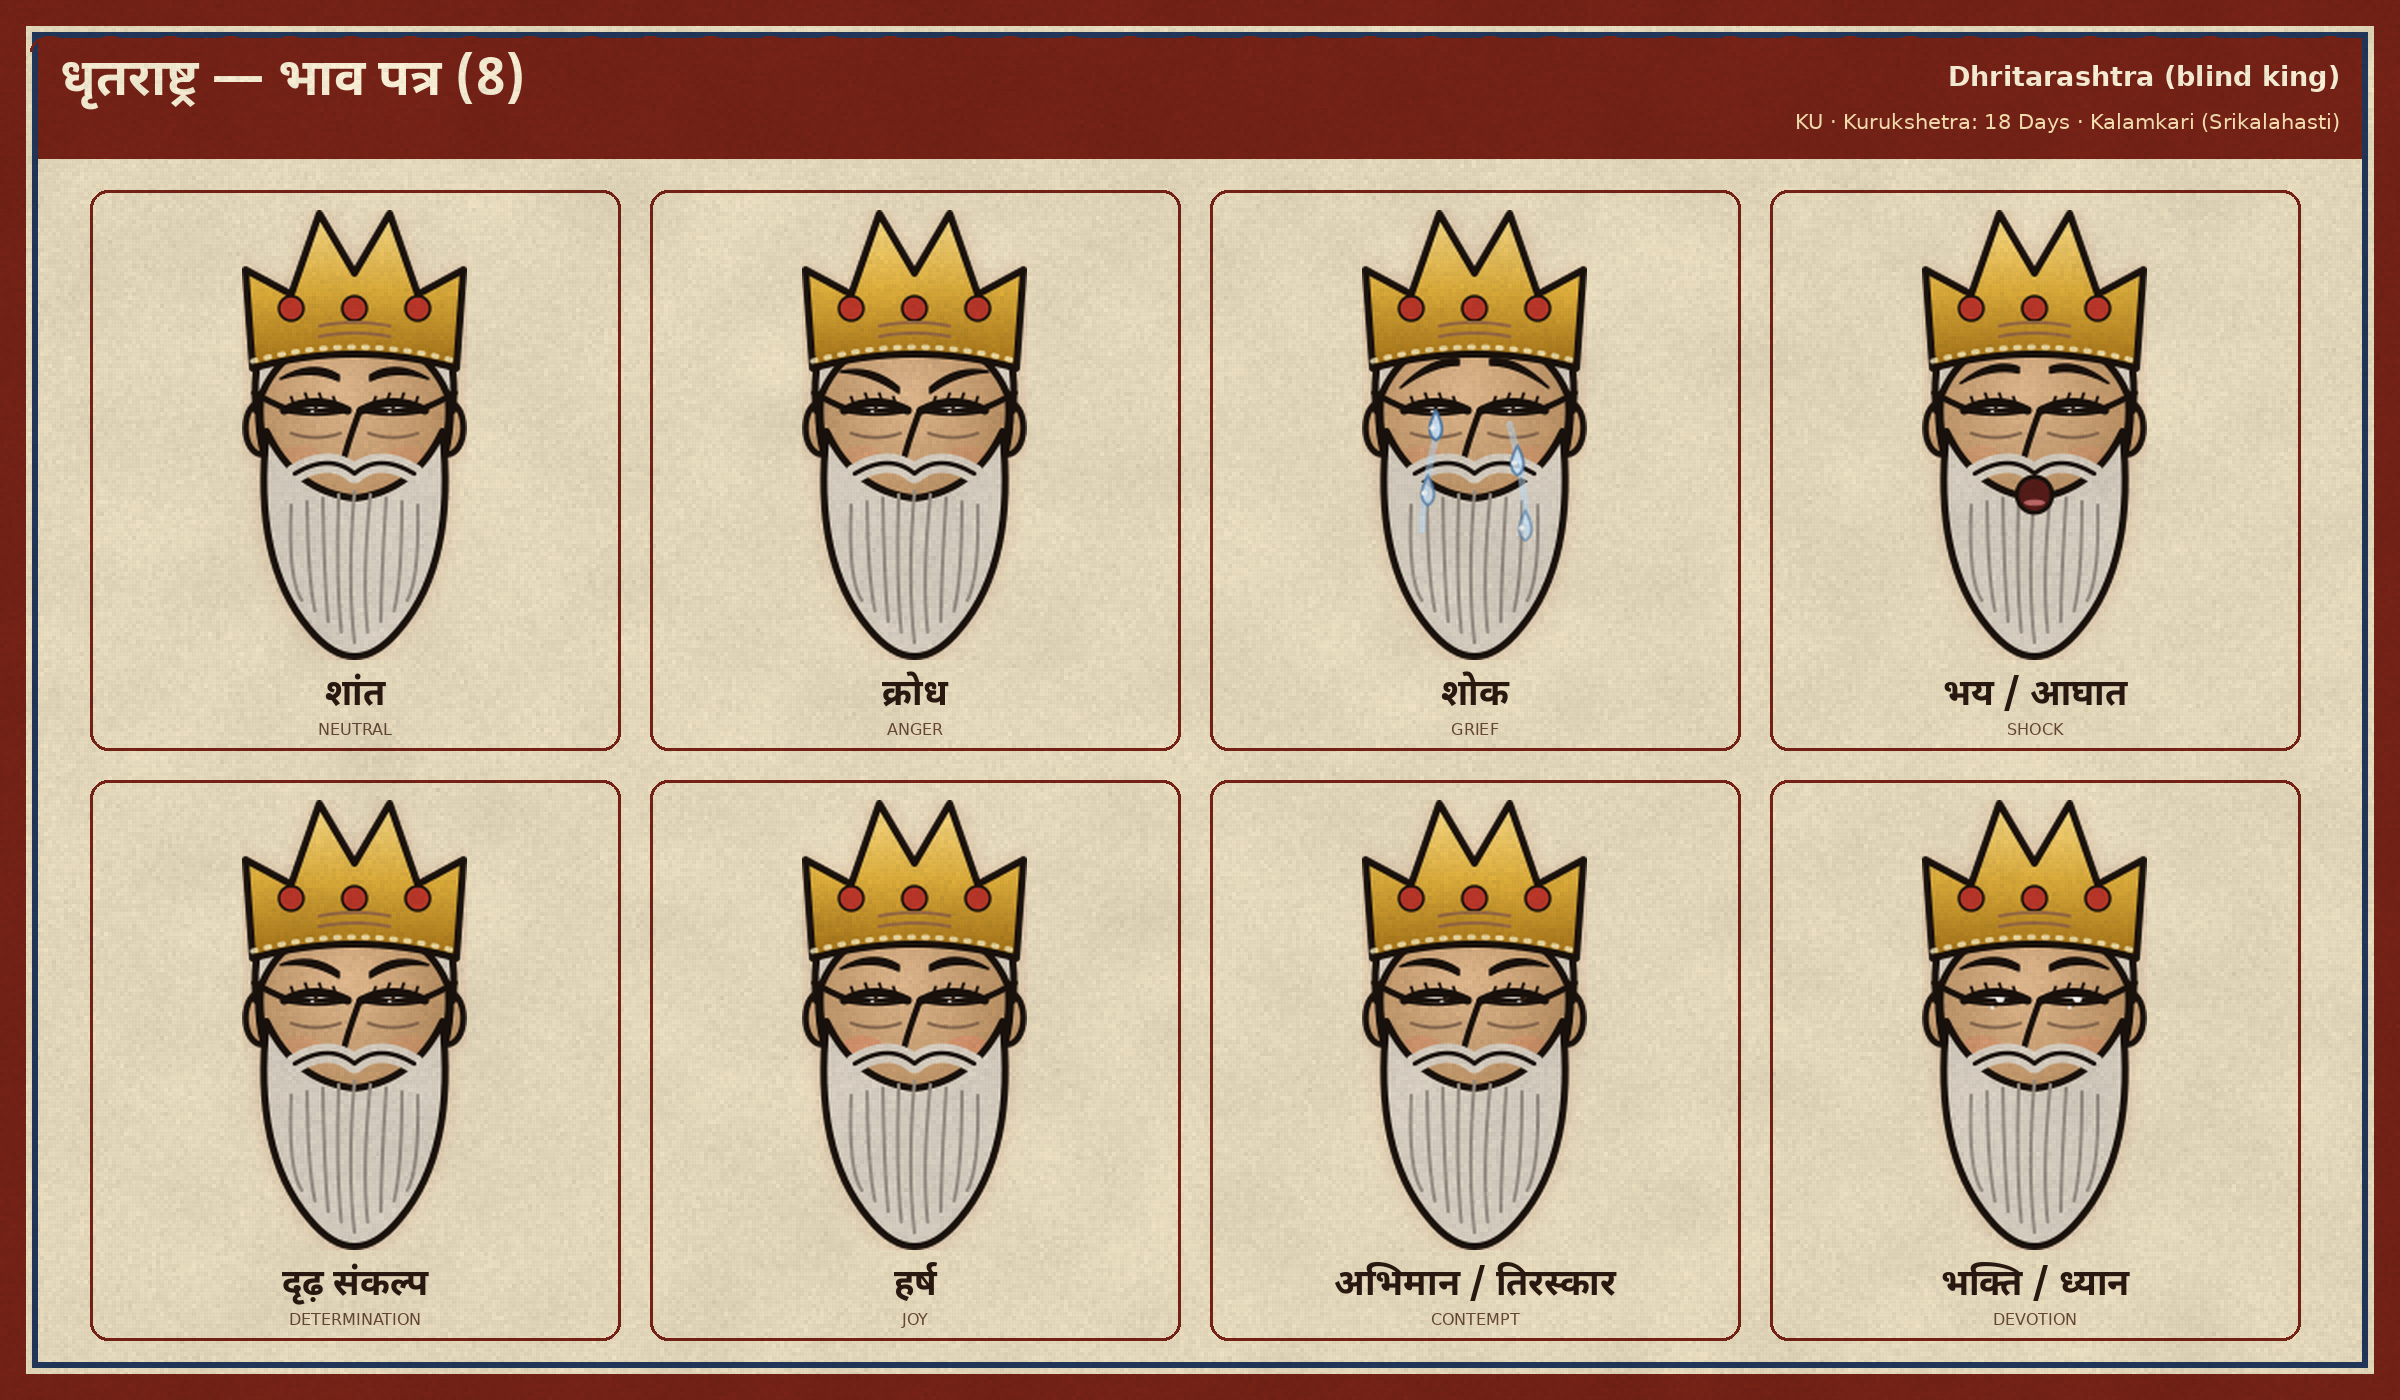 धृतराष्ट्र — भाव पत्र (8)
Dhritarashtra (blind king)
KU · Kurukshetra: 18 Days · Kalamkari (Srikalahasti)
शांत
NEUTRAL
क्रोध
ANGER
शोक
GRIEF
भय / आघात
SHOCK
दृढ़ संकल्प
DETERMINATION
हर्ष
JOY
अभिमान / तिरस्कार
CONTEMPT
भक्ति / ध्यान
DEVOTION